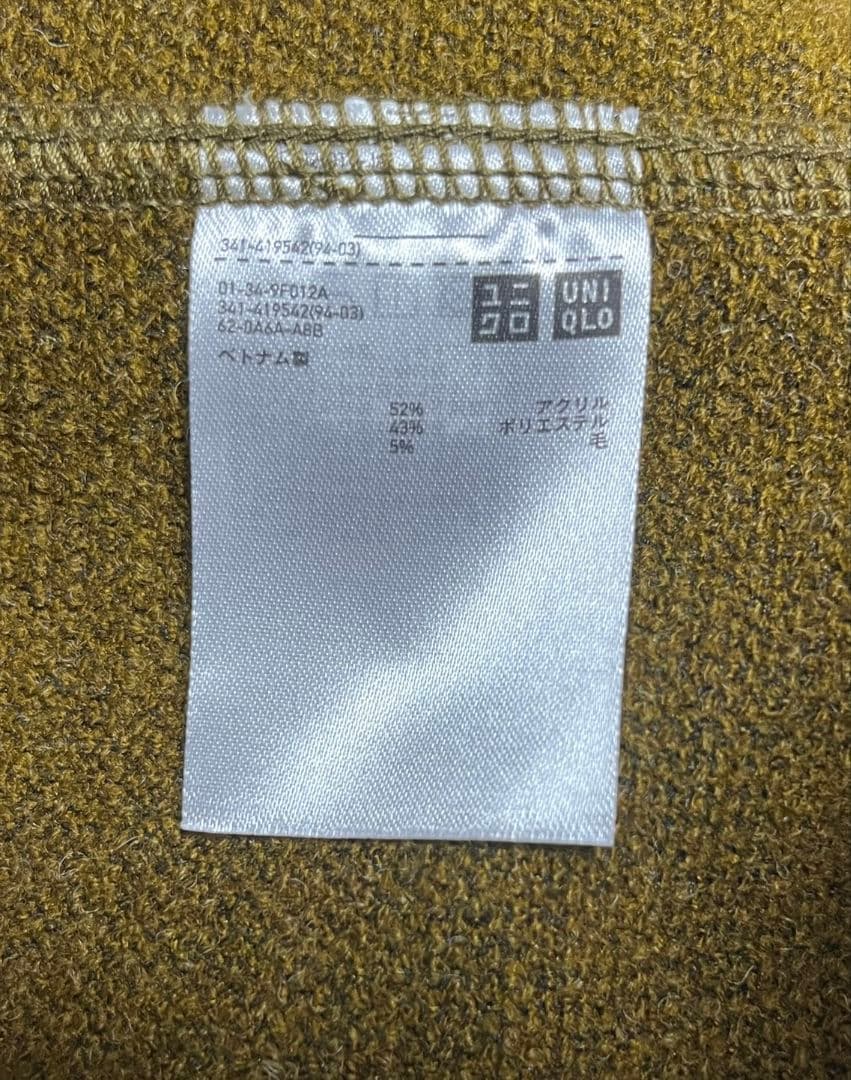 341-419542(94-03)
01-34-9F012A
341-419542(94-03)
62-0A6A-A8B
ベトナム製
ユニ
クロ
UNI
QLO
52% アクリル
43% ポリエステル
5% 毛